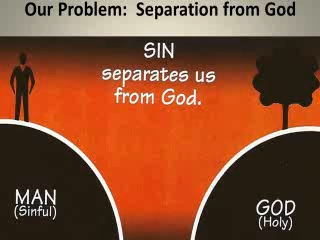 Our Problem:  Separation from God
SIN
separates us
from God.
MAN
(Sinful)
GOD
(Holy)